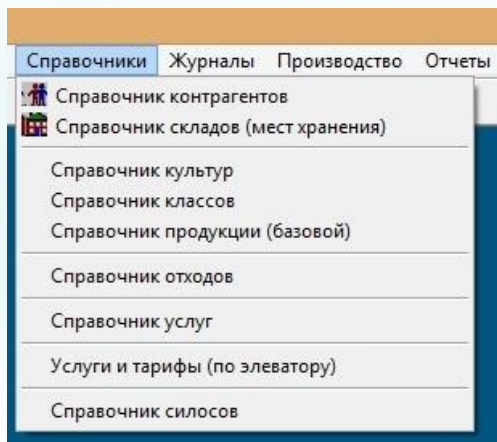 Справочники Журналы Производство Отчеты
Справочник контрагентов
Справочник складов (мест хранения)
Справочник культур
Справочник классов
Справочник продукции (базовой)
Справочник отходов
Справочник услуг
Услуги и тарифы (по элеватору)
Справочник силосов